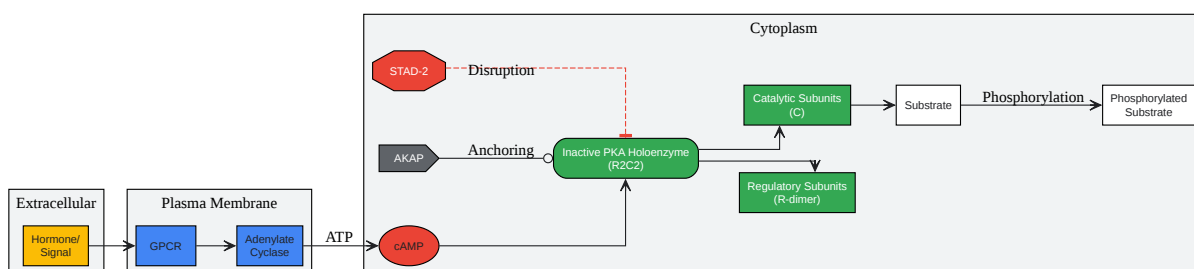 Cytoplasm
STAD-2
Disruption
Catalytic Subunits
(C)
Substrate
Phosphorylation
Phosphorylated
Substrate
AKAP
Anchoring
Inactive PKA Holoenzyme
(R2C2)
Regulatory Subunits
(R-dimer)
Extracellular
Plasma Membrane
Hormone/
Signal
GPCR
Adenylate
Cyclase
ATP
cAMP